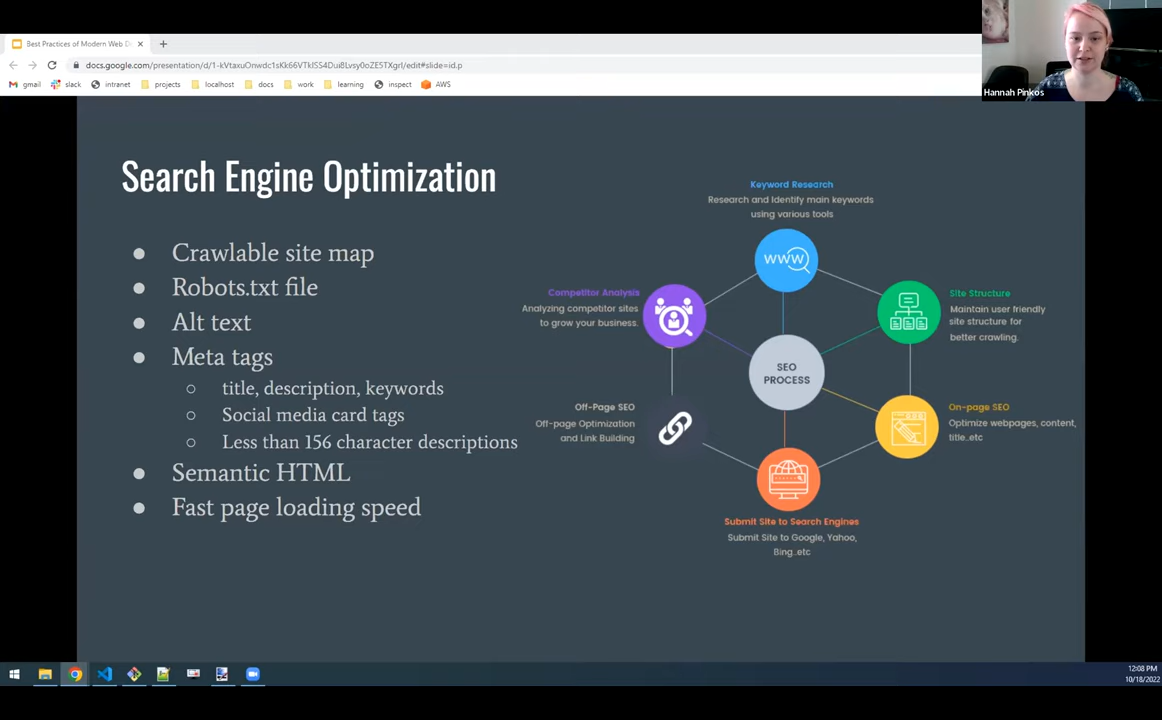 Best Practices of Modern Web D
docs.google.com/presentation/d/1-kVtaxuOnwdc1sKk66VTkISS4Dui8Lvsy0oZE5TXgrI/edit#slide=id.p
gmail
slack
intranet
projects
localhost
docs
work
learning
inspect
AWS
Hannah Pinkos
Search Engine Optimization
Crawlable site map
Robots.txt file
Alt text
Meta tags
title, description, keywords
Social media card tags
Less than 156 character descriptions
Semantic HTML
Fast page loading speed
Keyword Research
Research and Identify main keywords
using various tools
www
Site Structure
Maintain user friendly
site structure for
better crawling.
Competitor Analysis
Analyzing competitor sites
to grow your business.
SEO
PROCESS
Off-Page SEO
Off-page Optimization
and Link Building
On-page SEO
Optimize webpages, content,
title..etc
Submit Site to Search Engines
Submit Site to Google, Yahoo,
Bing..etc
12:08 PM
10/18/2022